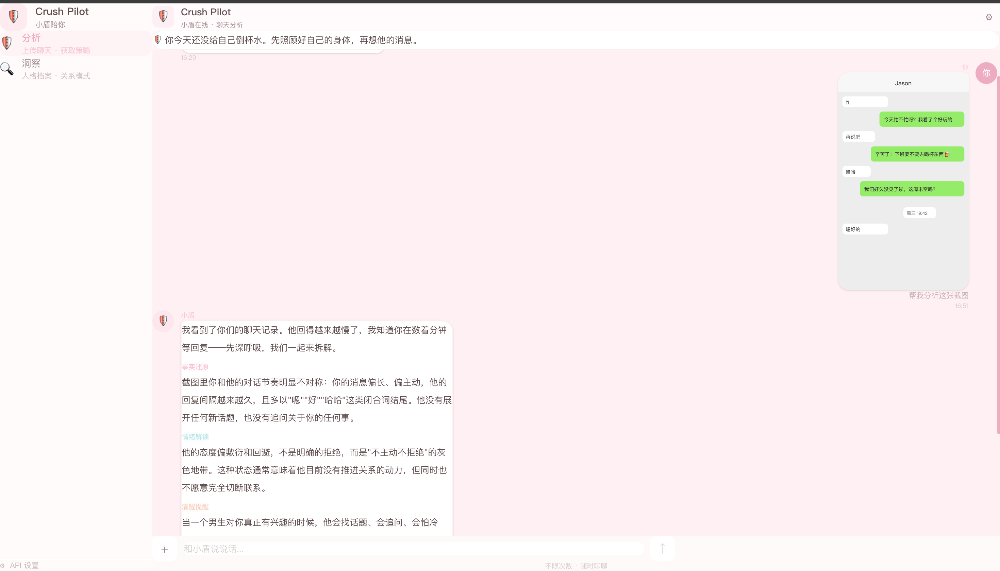 Crush Pilot
小盾陪你
分析
上传聊天 · 获取策略
洞察
人格档案 · 关系模式
API 设置
Crush Pilot
小盾在线 · 聊天分析
你今天还没给自己倒杯水。先照顾好自己的身体，再想他的消息。
16:29
你
你
Jason
忙
今天忙不忙呀？我看了个好玩的
再说吧
辛苦了！下班要不要去喝杯东西🍺
哈哈
我们好久没见了诶，这周末空吗？
周三 19:42
嗯好的
帮我分析这张截图
16:51
小盾
我看到了你们的聊天记录。他回得越来越慢了，我知道你在数着分钟
等回复——先深呼吸，我们一起来拆解。
事实还原
截图里你和他的对话节奏明显不对称：你的消息偏长、偏主动，他的
回复间隔越来越久，且多以"嗯""好""哈哈"这类闭合词结尾。他没有展
开任何新话题，也没有追问关于你的任何事。
情绪解读
他的态度偏敷衍和回避，不是明确的拒绝，而是"不主动不拒绝"的灰
色地带。这种状态通常意味着他目前没有推进关系的动力，但同时也
不愿意完全切断联系。
清醒提醒
当一个男生对你真正有兴趣的时候，他会找话题、会追问、会怕冷
+
和小盾说说话...
↑
不限次数 · 随时聊聊